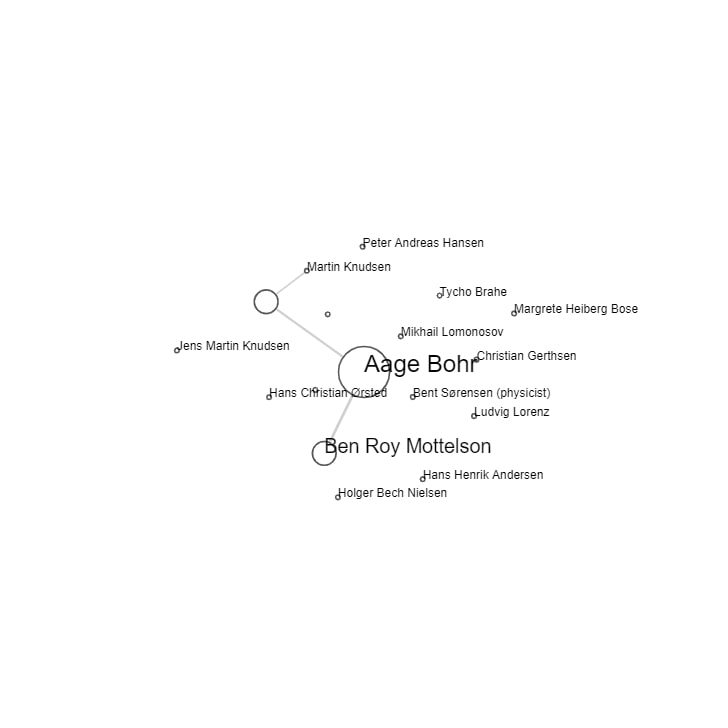 Peter Andreas Hansen
Martin Knudsen
Tycho Brahe
Margrete Heiberg Bose
Mikhail Lomonosov
Jens Martin Knudsen
Christian Gerthsen
Aage Bohr
Hans Christian Ørsted
Bent Sørensen (physicist)
Ludvig Lorenz
Ben Roy Mottelson
Hans Henrik Andersen
Holger Bech Nielsen